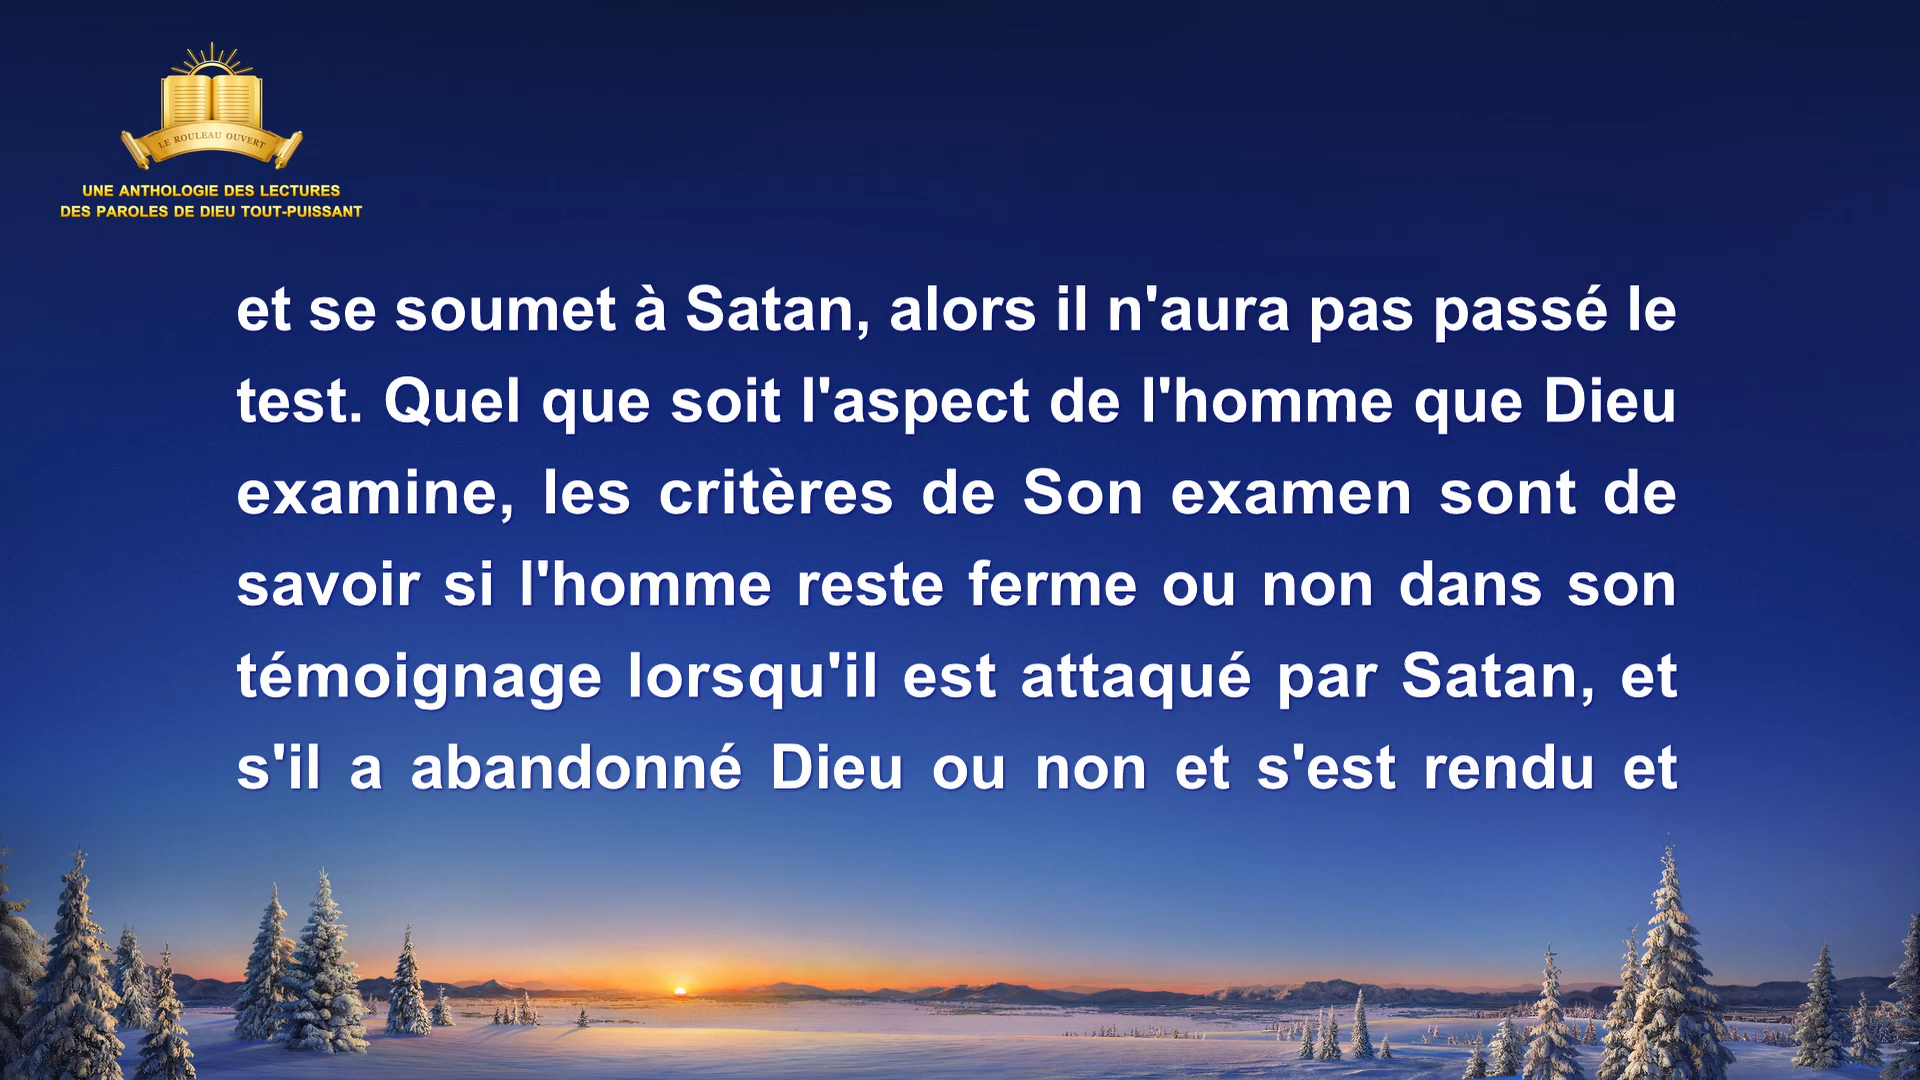 LE ROULEAU OUVERT
UNE ANTHOLOGIE DES LECTURES
DES PAROLES DE DIEU TOUT-PUISSANT
et se soumet à Satan, alors il n'aura pas passé le
test. Quel que soit l'aspect de l'homme que Dieu
examine, les critères de Son examen sont de
savoir si l'homme reste ferme ou non dans son
témoignage lorsqu'il est attaqué par Satan, et
s'il a abandonné Dieu ou non et s'est rendu et